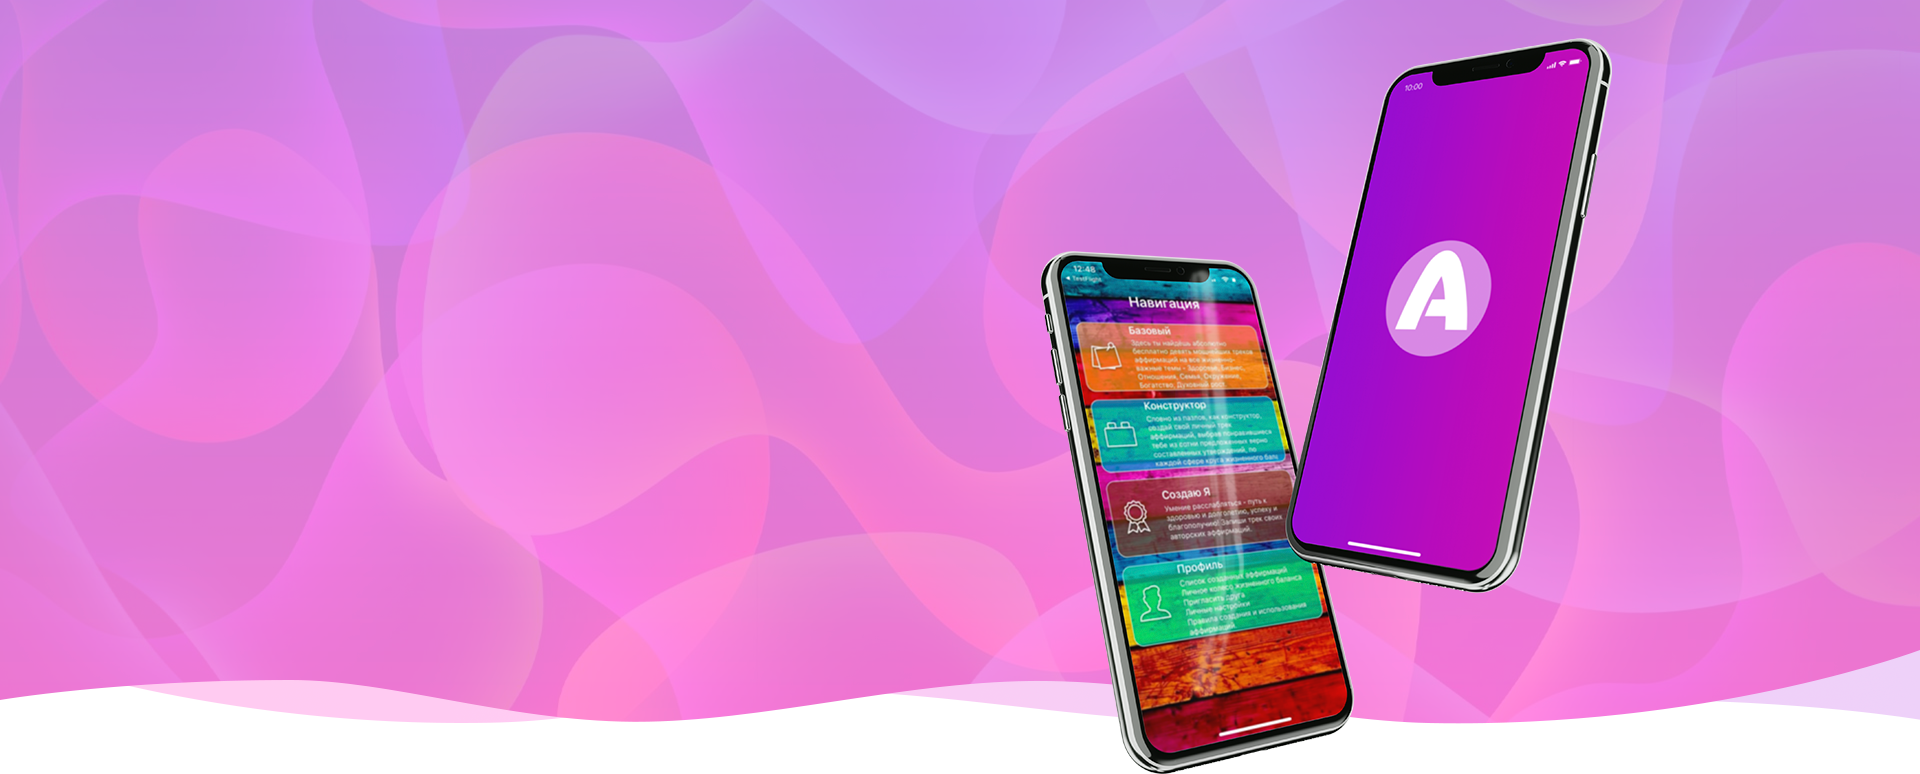 12:48
TestFlight
Навигация
Базовый
Здесь ты найдёшь абсолютно
бесплатно девять мощнейших треков
аффирмаций на все жизненно-
важные темы - Здоровье, Бизнес,
Отношения, Семья, Окружение,
Богатство, Духовный рост.
Конструктор
Словно из пазлов, как конструктор,
создай свой личный трек
аффирмаций, выбрав понравившиеся
тебе из сотни предложенных верно
составленных утверждений, по
каждой сфере круга жизненного бала
Создаю Я
Умение расслабляться - путь к
здоровью и долголетию, успеху и
благополучию! Запиши трек своих
авторских аффирмаций.
Профиль
Список созданных аффирмаций
Личное колесо жизненного баланса
Пригласить друга
Личные настройки
Правила создания и использования
аффирмаций
10:00
A